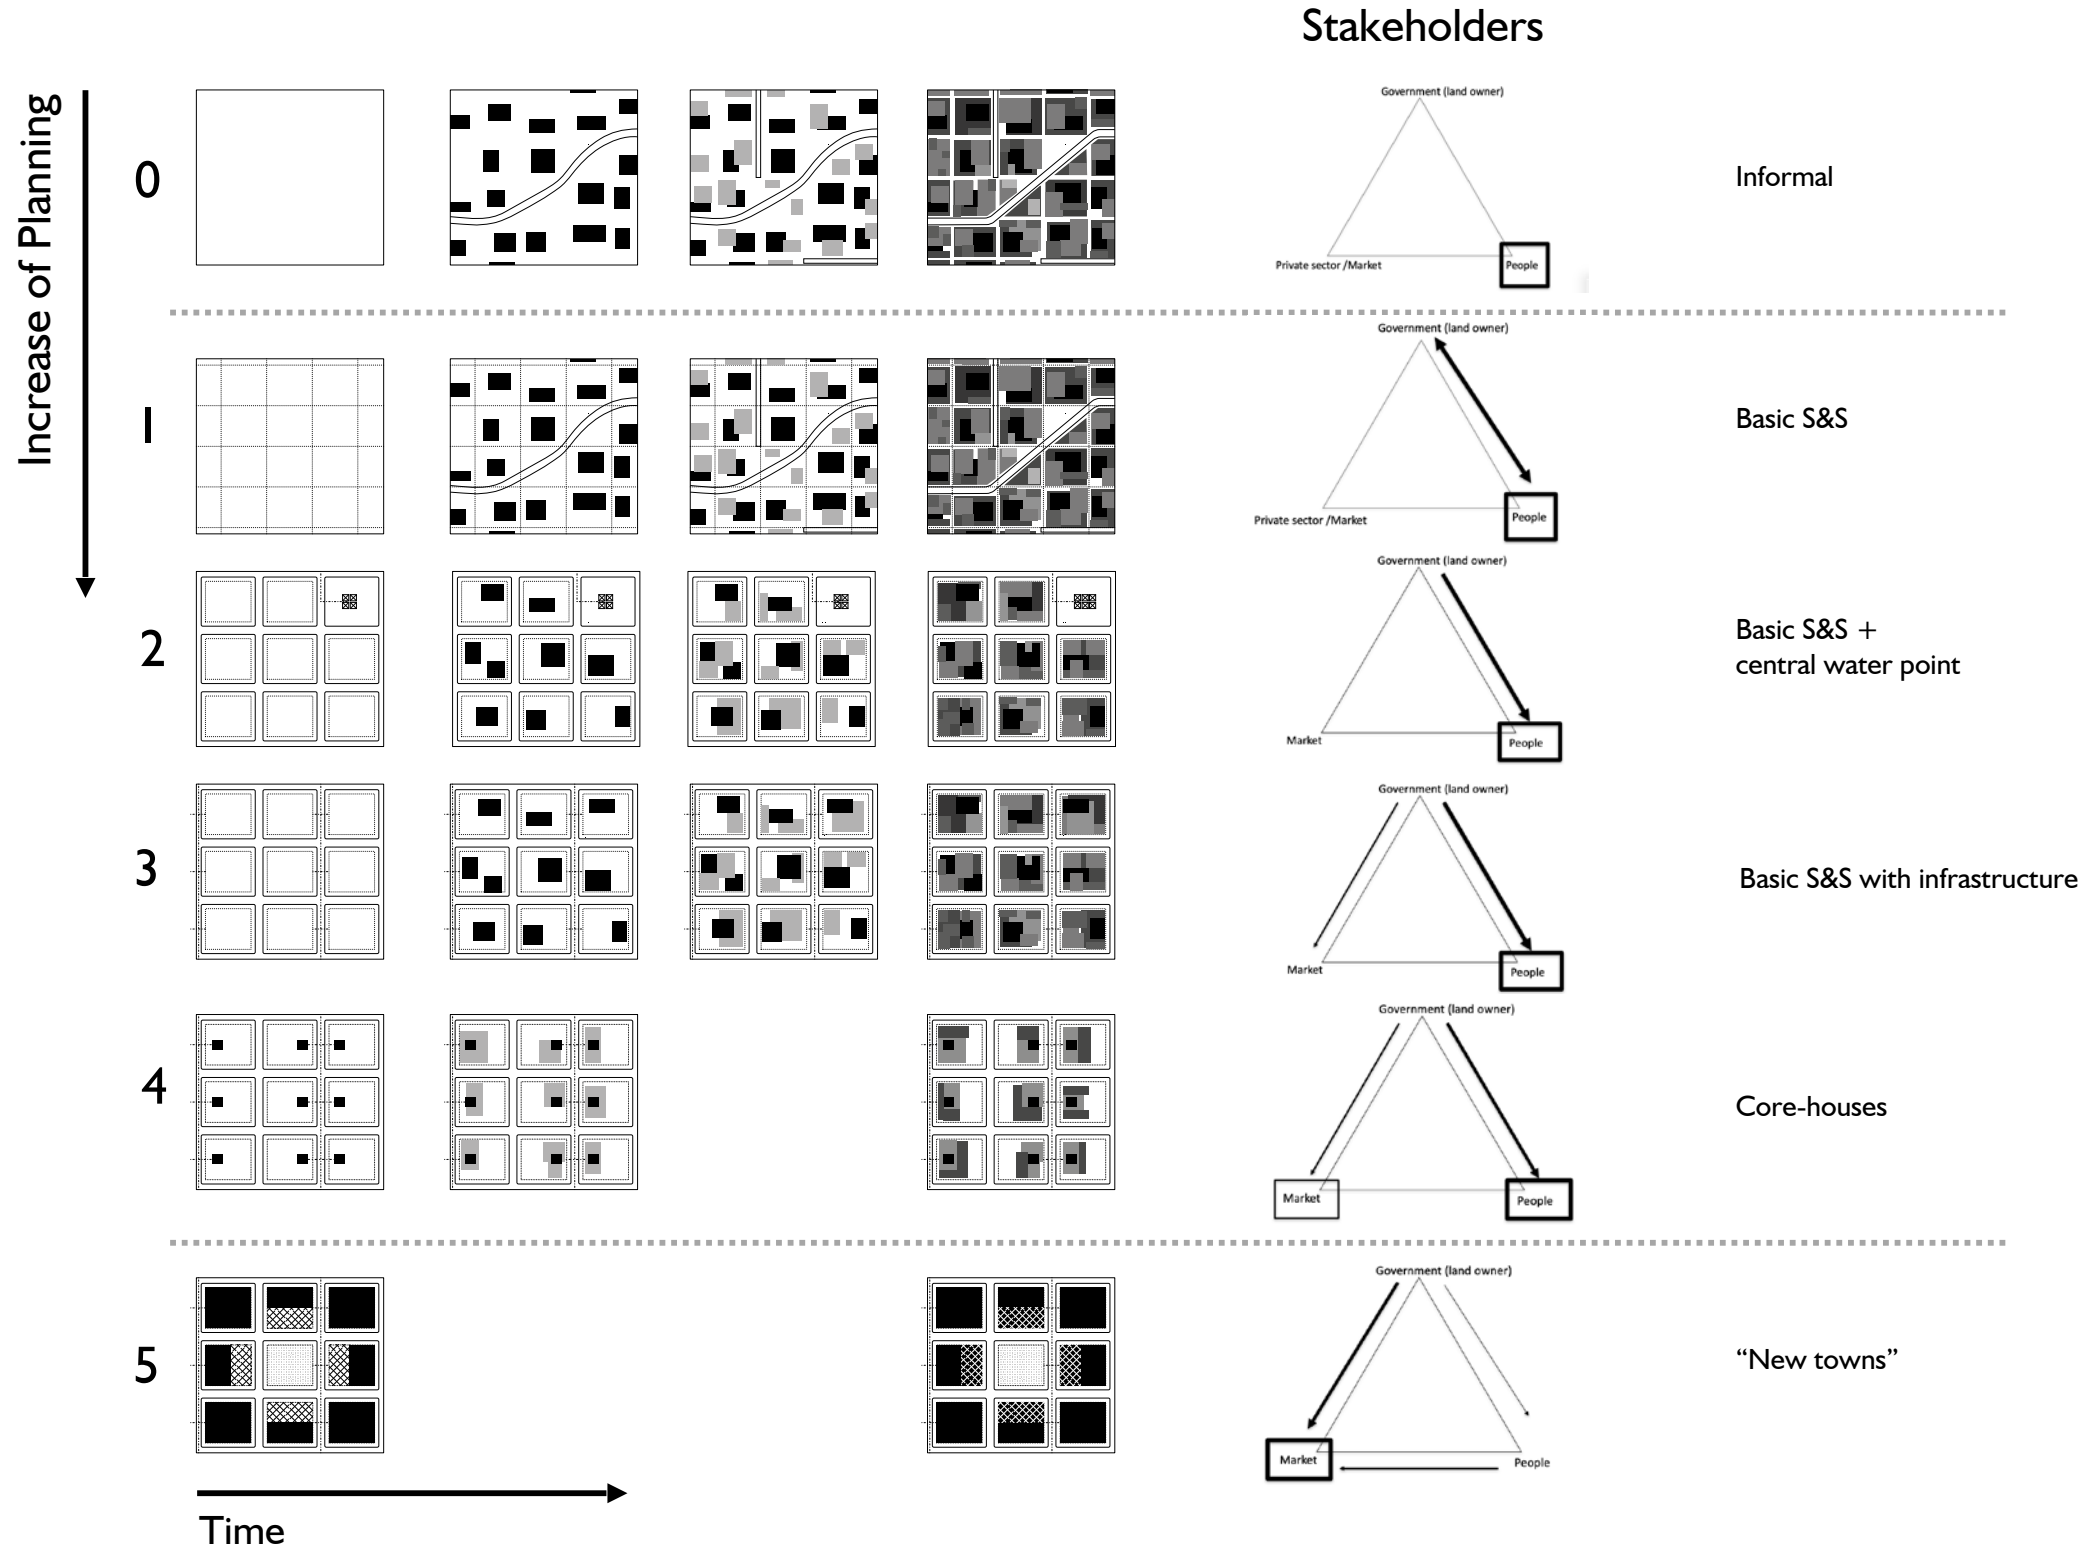 Stakeholders
Increase of Planning
0
Government (land owner)
Private sector /Market
People
Informal
1
Government (land owner)
Private sector /Market
People
Basic S&S
2
Government (land owner)
Market
People
Basic S&S +
central water point
3
Government (land owner)
Market
People
Basic S&S with infrastructure
4
Government (land owner)
Market
People
Core-houses
5
Government (land owner)
Market
People
“New towns”
Time